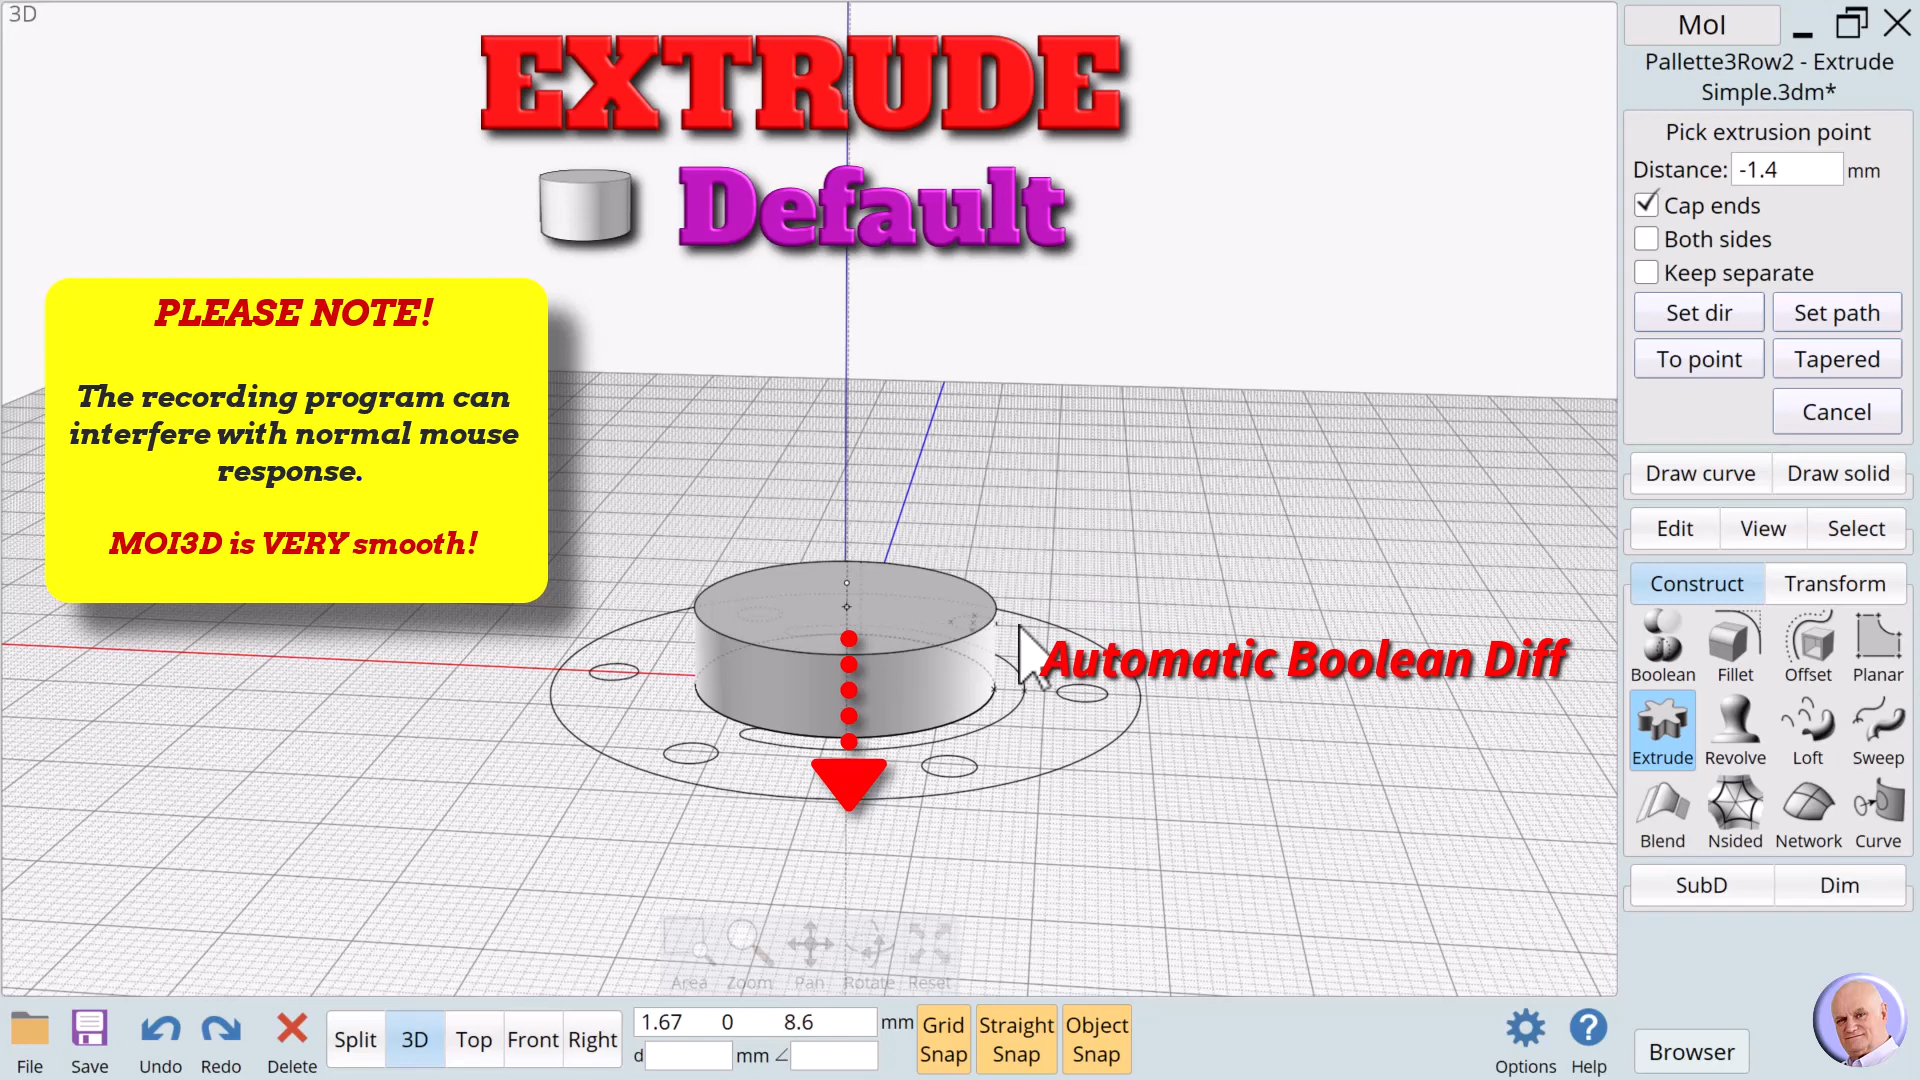 3D
EXTRUDE
Default
PLEASE NOTE!
The recording program can
interfere with normal mouse
response.
MOI3D is VERY smooth!
Automatic Boolean Diff
MoI
Pallette3Row2 - Extrude
Simple.3dm*
Pick extrusion point
Distance: -1.4 mm
Cap ends
Both sides
Keep separate
Set dir Set path
To point Tapered
Cancel
Draw curve Draw solid
Edit View Select
Construct Transform
Boolean Fillet Offset Planar
Extrude Revolve Loft Sweep
Blend Nsided Network Curve
SubD Dim
Area Zoom Pan Rotate Reset
File Save Undo Redo Delete
Split 3D Top Front Right
1.67 0 8.6 mm
d mm ∠
Grid
Snap
Straight
Snap
Object
Snap
Options Help
Browser